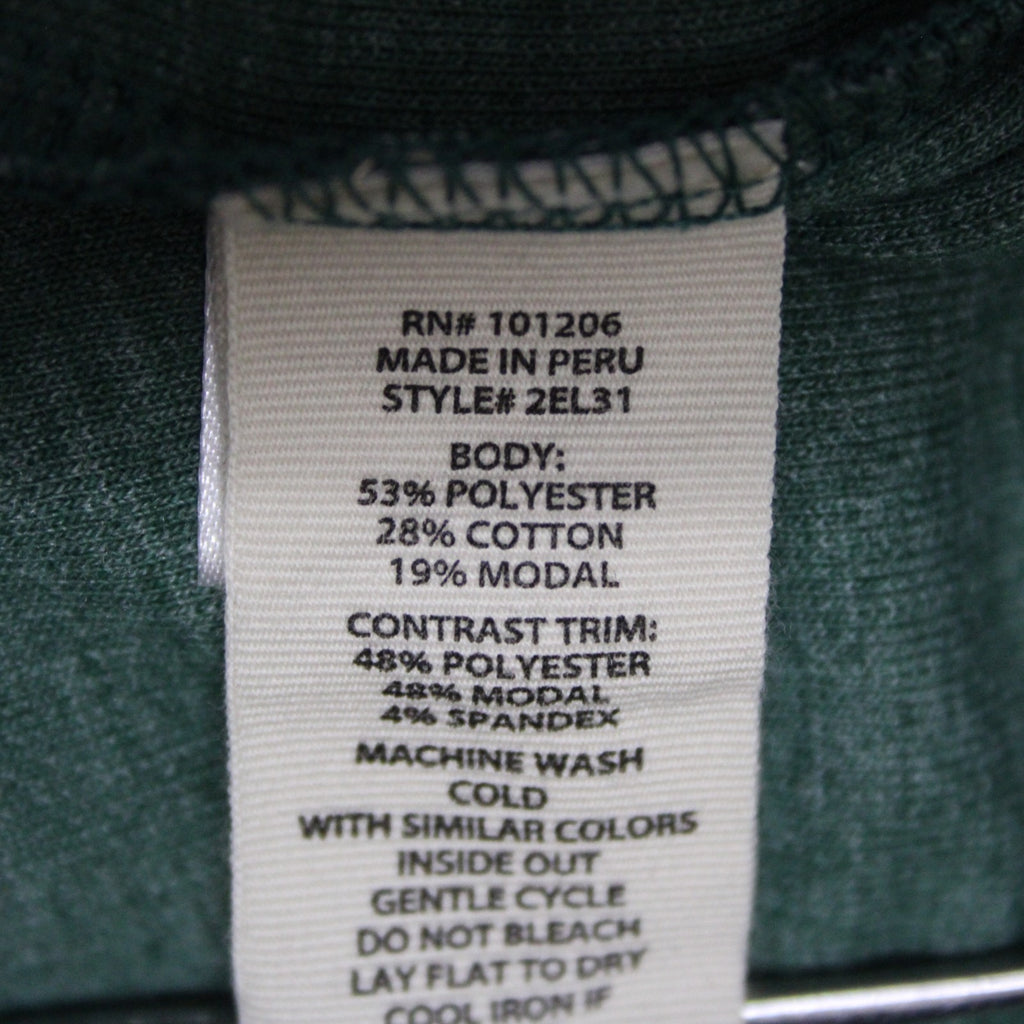 RN# 101206
MADE IN PERU
STYLE# 2EL31
BODY:
53% POLYESTER
28% COTTON
19% MODAL
CONTRAST TRIM:
48% POLYESTER
48% MODAL
4% SPANDEX
MACHINE WASH
COLD
WITH SIMILAR COLORS
INSIDE OUT
GENTLE CYCLE
DO NOT BLEACH
LAY FLAT TO DRY
COOL IRON IF